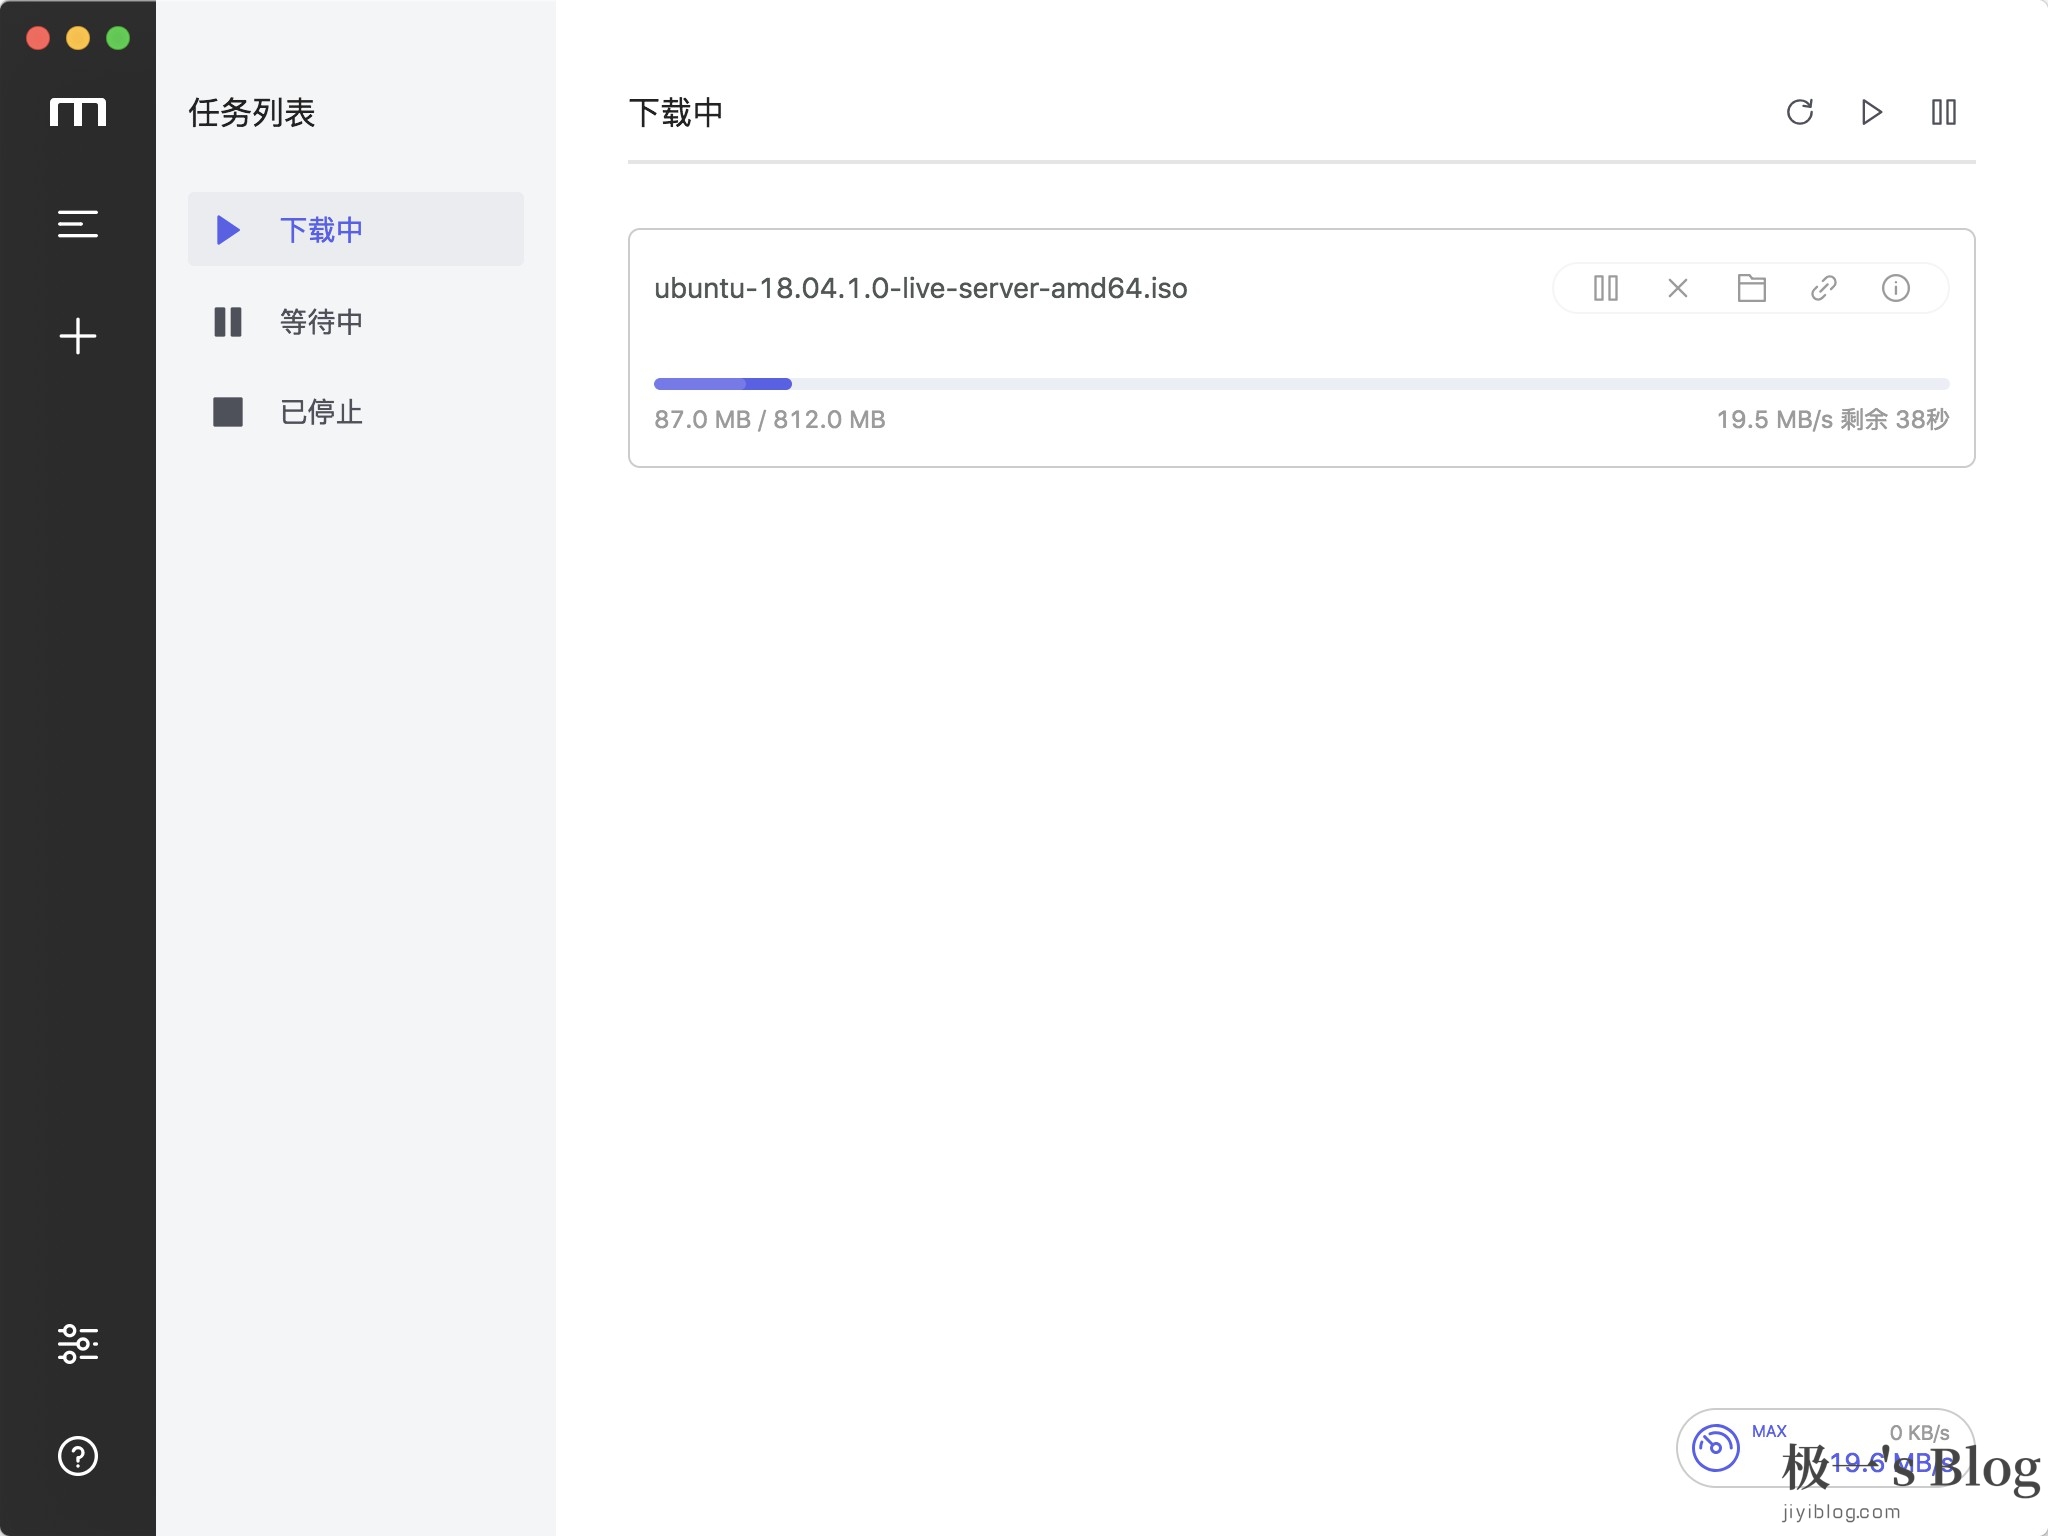 任务列表
下载中
等待中
已停止
下载中
ubuntu-18.04.1.0-live-server-amd64.iso
87.0 MB / 812.0 MB
19.5 MB/s 剩余 38秒
MAX
0 KB/s
19.6 MB/s
极一's Blog
jiyiblog.com